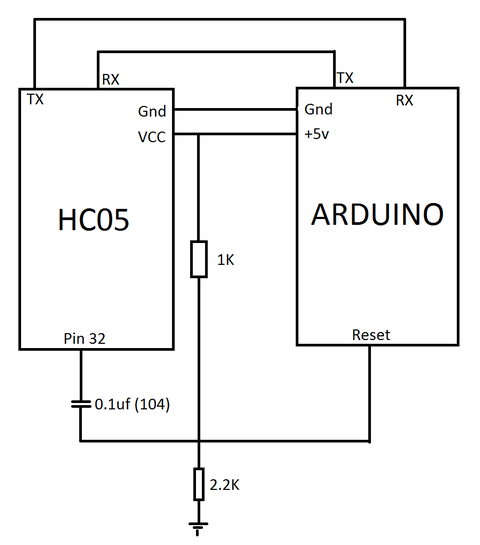 TX
RX
TX
RX
Gnd
Gnd
VCC
+5v
HC05
ARDUINO
1K
Pin 32
Reset
0.1uf (104)
2.2K